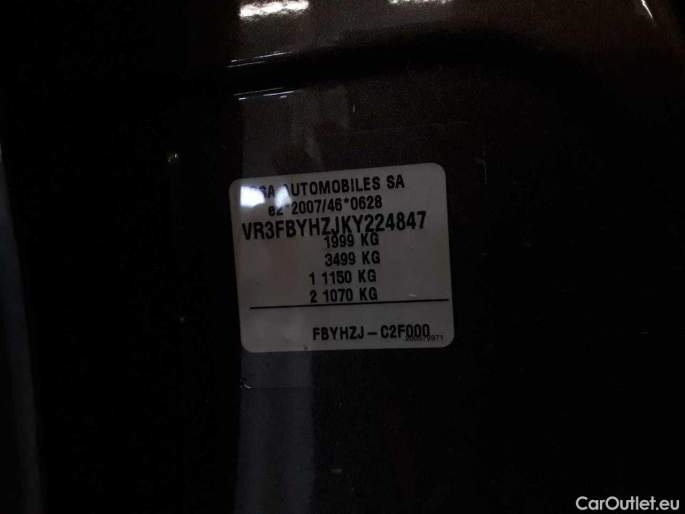 PSA AUTOMOBILES SA
e2*2007/46*0628
VR3FBYHZJKY224847
1999 KG
3499 KG
1 1150 KG
2 1070 KG
FBYHZJ-C2F000
CarOutlet.eu